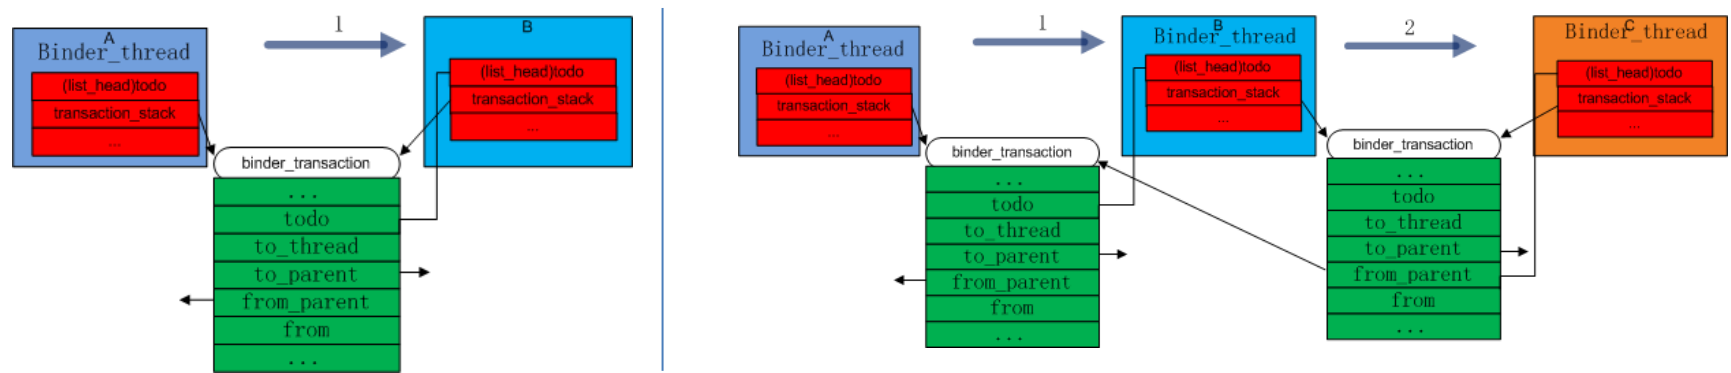 1
A
Binder_thread
(list_head)todo
transaction_stack
...
B
(list_head)todo
transaction_stack
...
binder_transaction
...
todo
to_thread
to_parent
from_parent
from
...
1
2
A
Binder_thread
(list_head)todo
transaction_stack
...
B
Binder_thread
(list_head)todo
transaction_stack
...
C
Binder_thread
(list_head)todo
transaction_stack
...
binder_transaction
...
todo
to_thread
to_parent
from_parent
from
...
binder_transaction
...
todo
to_thread
to_parent
from_parent
from
...